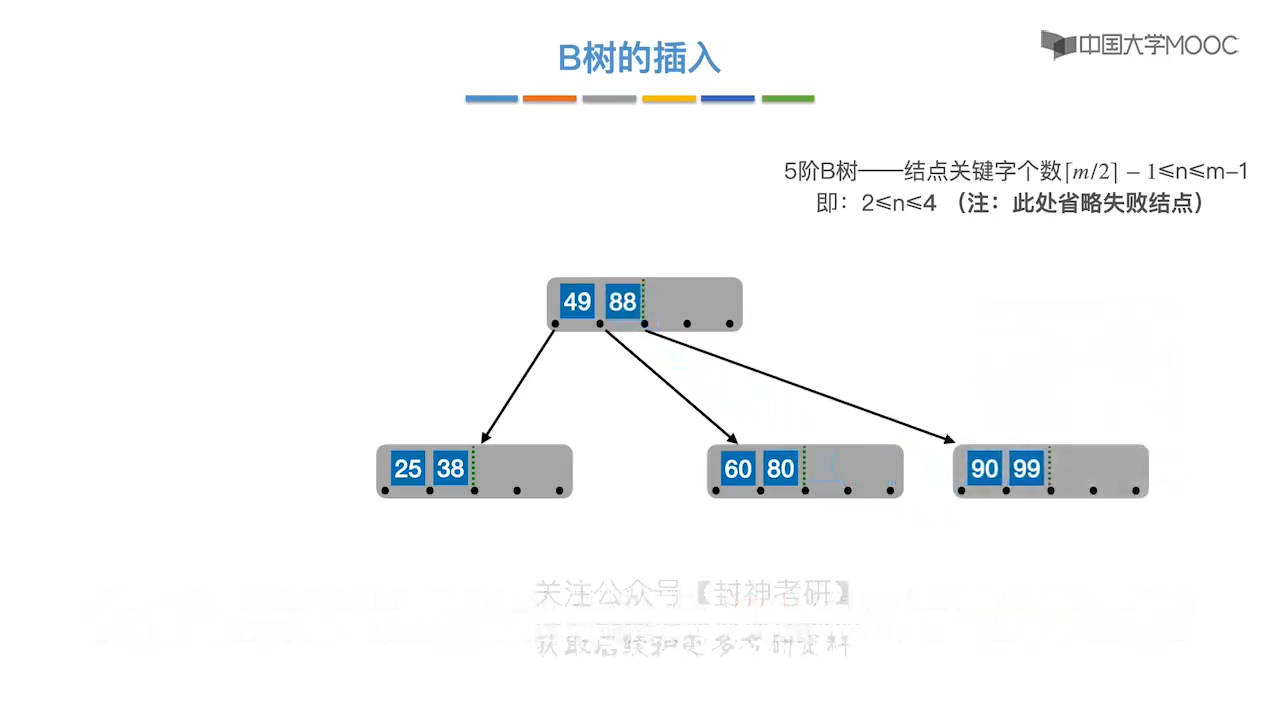 B树的插入
中国大学MOOC
5阶B树——结点关键字个数⌈m/2⌉ − 1⩽n⩽m–1
即：2⩽n⩽4 （注：此处省略失败结点）
49 88
25 38
60 80
90 99
关注公众号【封神考研】
获取后续和更多考研资料